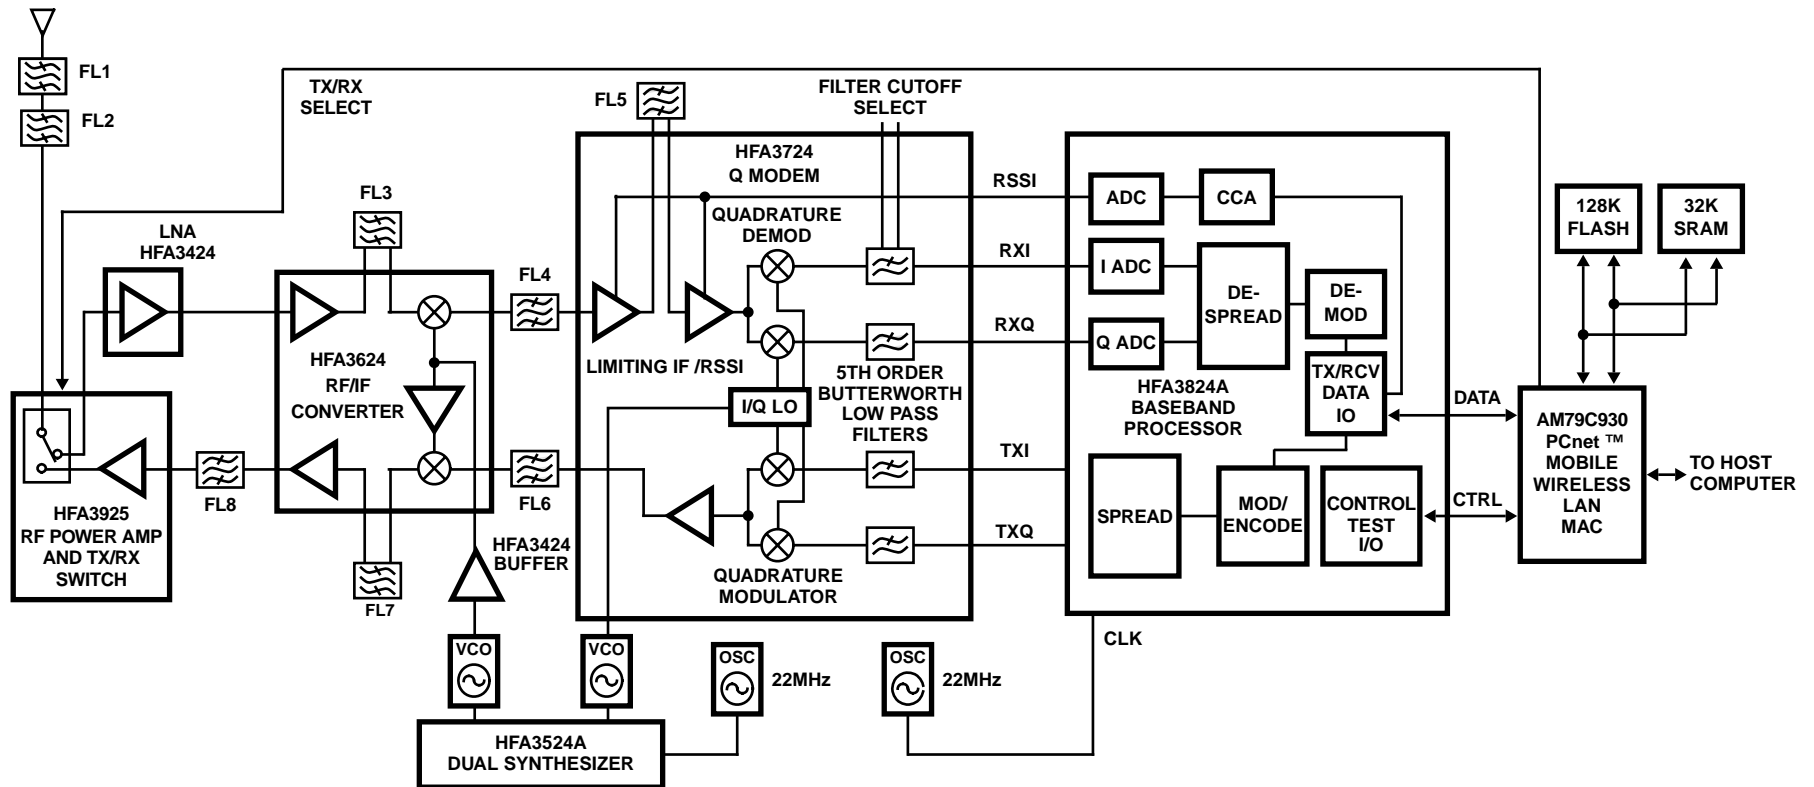 FL1
FL2
TX/RX
SELECT
FL5
FILTER CUTOFF
SELECT
HFA3724
Q MODEM
RSSI
ADC
CCA
128K
FLASH
32K
SRAM
FL3
LNA
HFA3424
QUADRATURE
DEMOD
RXI
I ADC
DE-
SPREAD
DE-
MOD
FL4
RXQ
Q ADC
HFA3624
RF/IF
CONVERTER
LIMITING IF /RSSI
5TH ORDER
BUTTERWORTH
LOW PASS
FILTERS
I/Q LO
HFA3824A
BASEBAND
PROCESSOR
TX/RCV
DATA
IO
DATA
AM79C930
PCnet ™
MOBILE
WIRELESS
LAN
MAC
TO HOST
COMPUTER
TXI
FL8
FL6
HFA3925
RF POWER AMP
AND TX/RX
SWITCH
SPREAD
MOD/
ENCODE
CONTROL
TEST
I/O
CTRL
TXQ
HFA3424
BUFFER
QUADRATURE
MODULATOR
FL7
CLK
VCO
VCO
OSC
22MHz
OSC
22MHz
HFA3524A
DUAL SYNTHESIZER